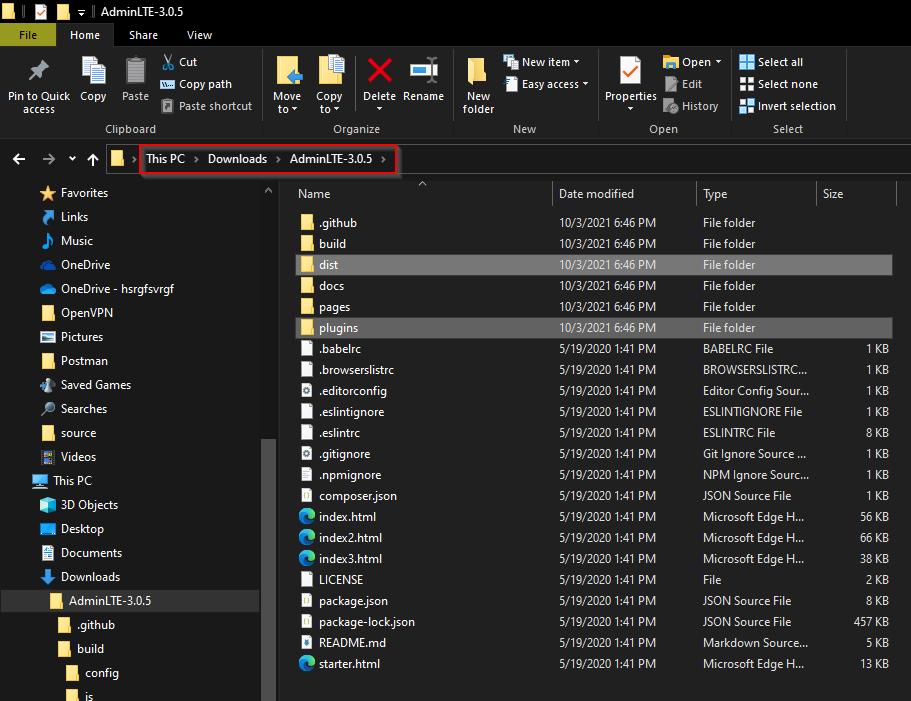 AdminLTE-3.0.5
File Home Share View
Pin to Quick access
Copy
Paste
Cut
Copy path
Paste shortcut
Clipboard
Move to
Copy to
Delete
Rename
Organize
New folder
New item
Easy access
New
Properties
Open
Edit
History
Open
Select all
Select none
Invert selection
Select
This PC > Downloads > AdminLTE-3.0.5 >
Favorites
Links
Music
OneDrive
OneDrive - hsrgfsvrgf
OpenVPN
Pictures
Postman
Saved Games
Searches
source
Videos
This PC
3D Objects
Desktop
Documents
Downloads
AdminLTE-3.0.5
.github
build
config
js
Name Date modified Type Size
.github 10/3/2021 6:46 PM File folder
build 10/3/2021 6:46 PM File folder
dist 10/3/2021 6:46 PM File folder
docs 10/3/2021 6:46 PM File folder
pages 10/3/2021 6:46 PM File folder
plugins 10/3/2021 6:46 PM File folder
.babelrc 5/19/2020 1:41 PM BABELRC File 1 KB
.browserslistrc 5/19/2020 1:41 PM BROWSERSLISTRC... 1 KB
.editorconfig 5/19/2020 1:41 PM Editor Config Sour... 1 KB
.eslintignore 5/19/2020 1:41 PM ESLINTIGNORE File 1 KB
.eslintrc 5/19/2020 1:41 PM ESLINTRC File 8 KB
.gitignore 5/19/2020 1:41 PM Git Ignore Source ... 1 KB
.npmignore 5/19/2020 1:41 PM NPM Ignore Sourc... 1 KB
composer.json 5/19/2020 1:41 PM JSON Source File 1 KB
index.html 5/19/2020 1:41 PM Microsoft Edge H... 56 KB
index2.html 5/19/2020 1:41 PM Microsoft Edge H... 66 KB
index3.html 5/19/2020 1:41 PM Microsoft Edge H... 38 KB
LICENSE 5/19/2020 1:41 PM File 2 KB
package.json 5/19/2020 1:41 PM JSON Source File 8 KB
package-lock.json 5/19/2020 1:41 PM JSON Source File 457 KB
README.md 5/19/2020 1:41 PM Markdown Source... 5 KB
starter.html 5/19/2020 1:41 PM Microsoft Edge H... 13 KB